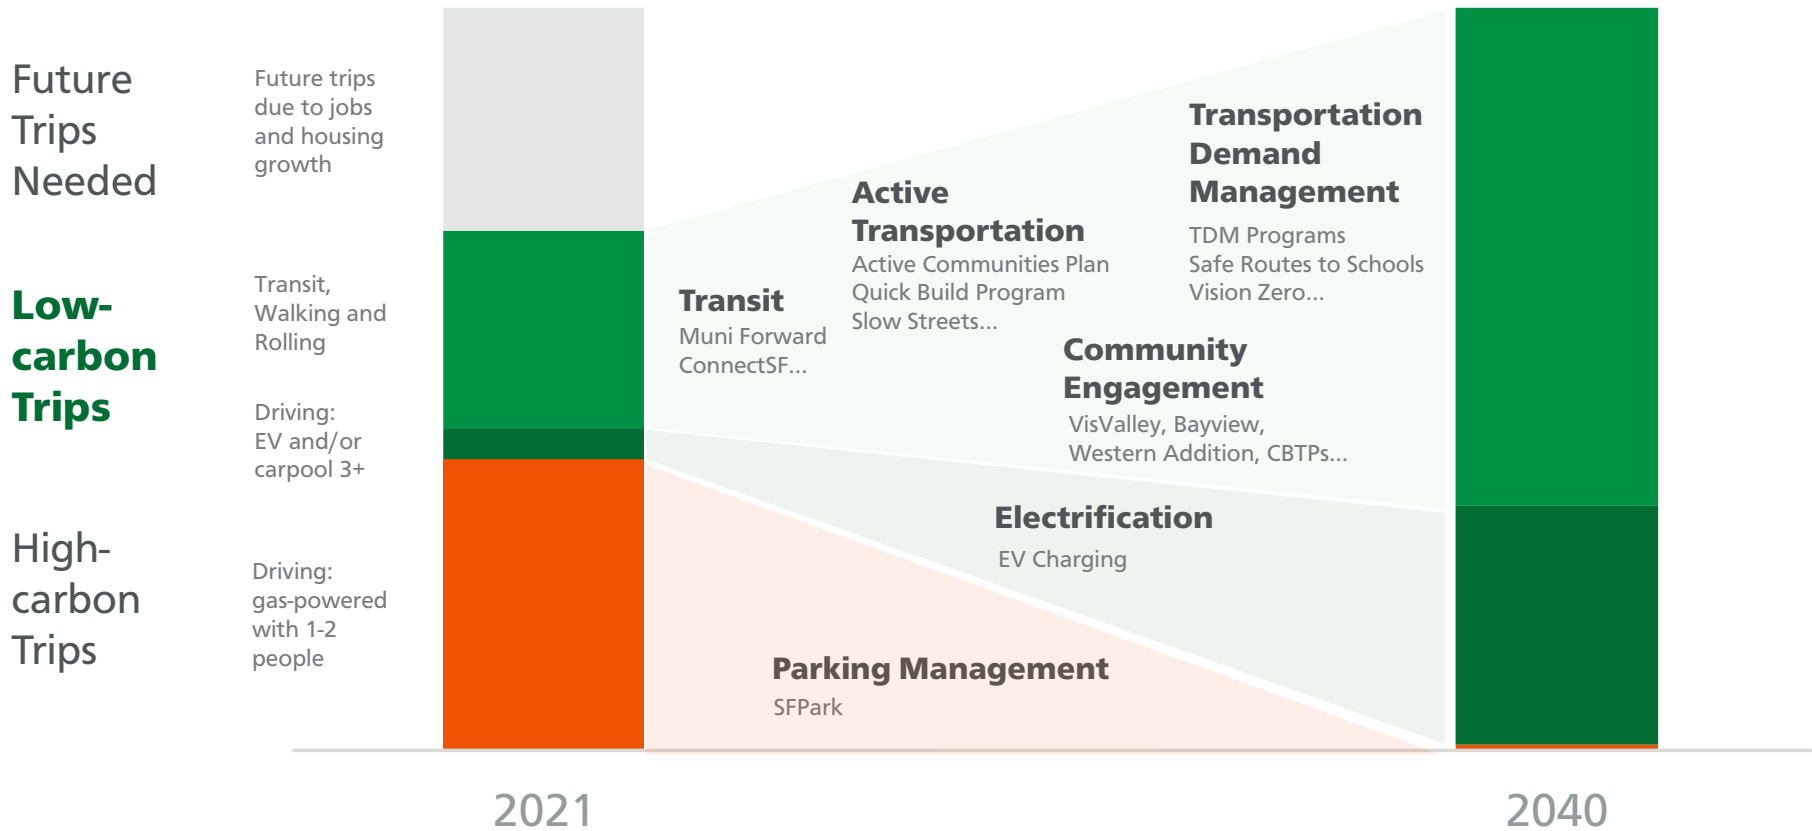 Future
Trips
Needed
Future trips
due to jobs
and housing
growth
Low-
carbon
Trips
Transit,
Walking and
Rolling
Driving:
EV and/or
carpool 3+
High-
carbon
Trips
Driving:
gas-powered
with 1-2
people
Transit
Muni Forward
ConnectSF...
Active
Transportation
Active Communities Plan
Quick Build Program
Slow Streets...
Transportation
Demand
Management
TDM Programs
Safe Routes to Schools
Vision Zero...
Community
Engagement
VisValley, Bayview,
Western Addition, CBTPs...
Electrification
EV Charging
Parking Management
SFPark
2021
2040